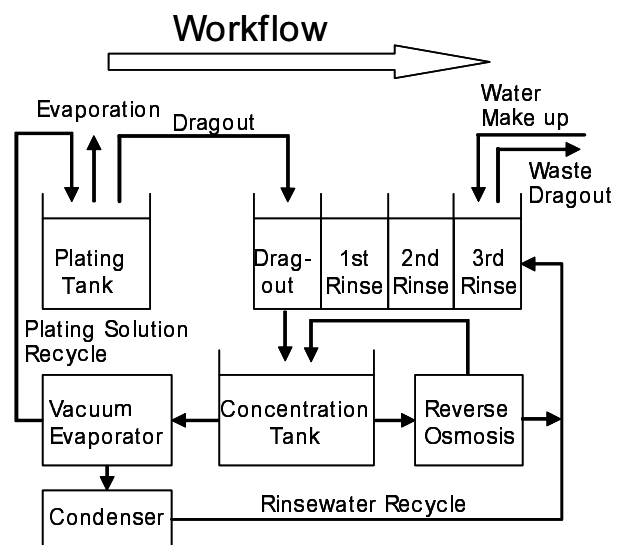 Workflow
Evaporation
Dragout
Water
Make up
Waste
Dragout
Plating
Tank
Drag-
out
1st
Rinse
2nd
Rinse
3rd
Rinse
Plating Solution
Recycle
Vacuum
Evaporator
Concentration
Tank
Reverse
Osmosis
Condenser
Rinsewater Recycle